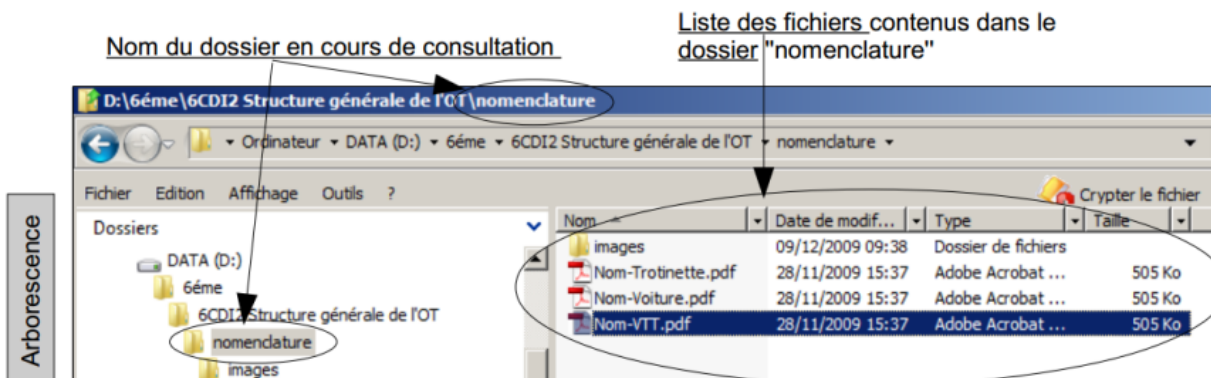 Nom du dossier en cours de consultation
Liste des fichiers contenus dans le
dossier "nomenclature"
D:\6éme\6CDI2 Structure générale de l'OT\nomenclature
Ordinateur DATA (D:) 6éme 6CDI2 Structure générale de l'OT nomenclature
Fichier Edition Affichage Outils ?
Crypter le fichier
Arborescence
Dossiers
DATA (D:)
6éme
6CDI2 Structure générale de l'OT
nomenclature
images
Nom Date de modif... Type Taille
images 09/12/2009 09:38 Dossier de fichiers
Nom-Trotinette.pdf 28/11/2009 15:37 Adobe Acrobat ... 505 Ko
Nom-Voiture.pdf 28/11/2009 15:37 Adobe Acrobat ... 505 Ko
Nom-VTT.pdf 28/11/2009 15:37 Adobe Acrobat ... 505 Ko